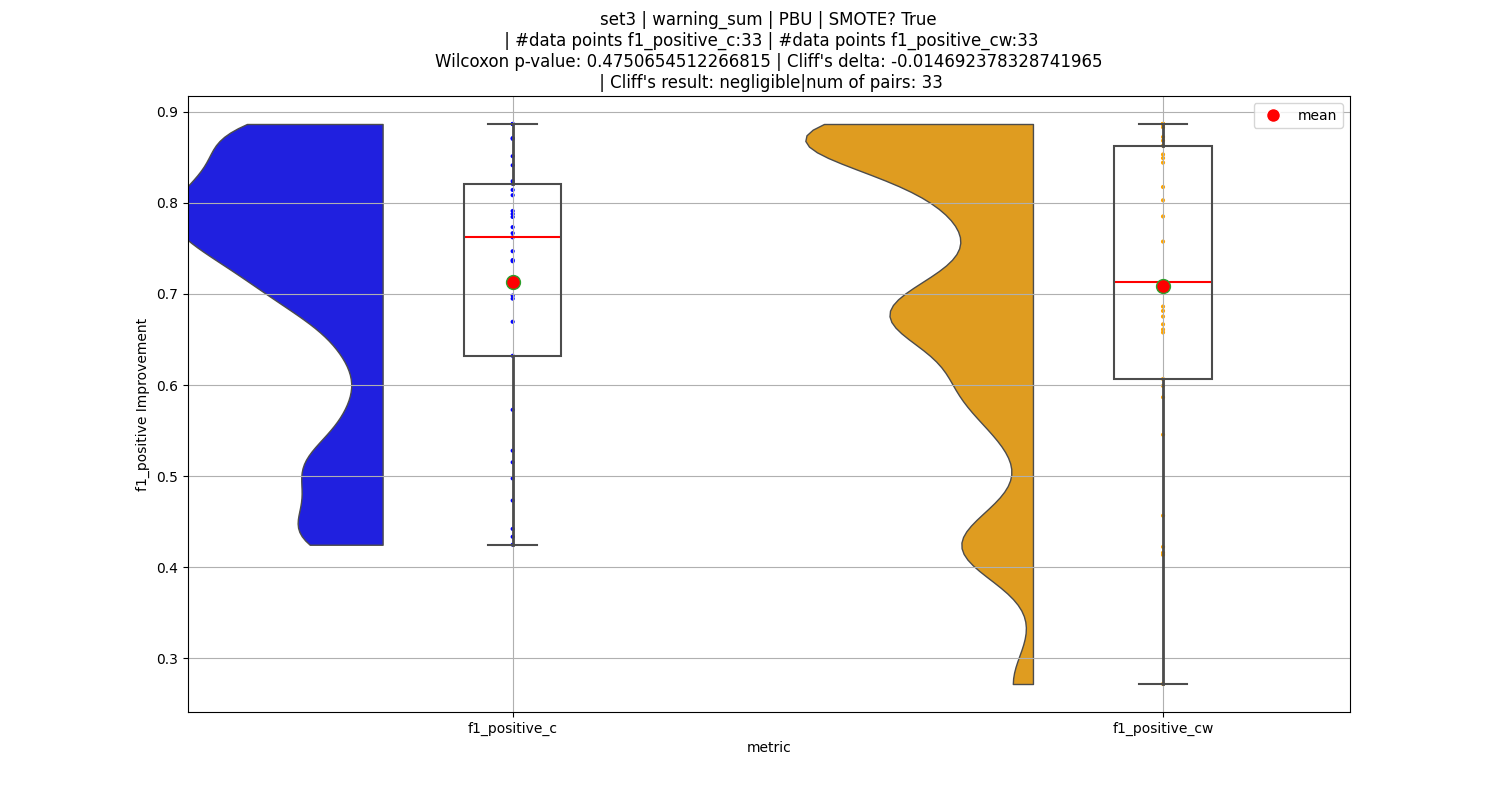 set3 | warning_sum | PBU | SMOTE? True
| #data points f1_positive_c:33 | #data points f1_positive_cw:33
Wilcoxon p-value: 0.4750654512266815 | Cliff's delta: -0.014692378328741965
| Cliff's result: negligible|num of pairs: 33
mean
0.9
0.8
0.7
0.6
0.5
0.4
0.3
f1_positive Improvement
f1_positive_c
f1_positive_cw
metric